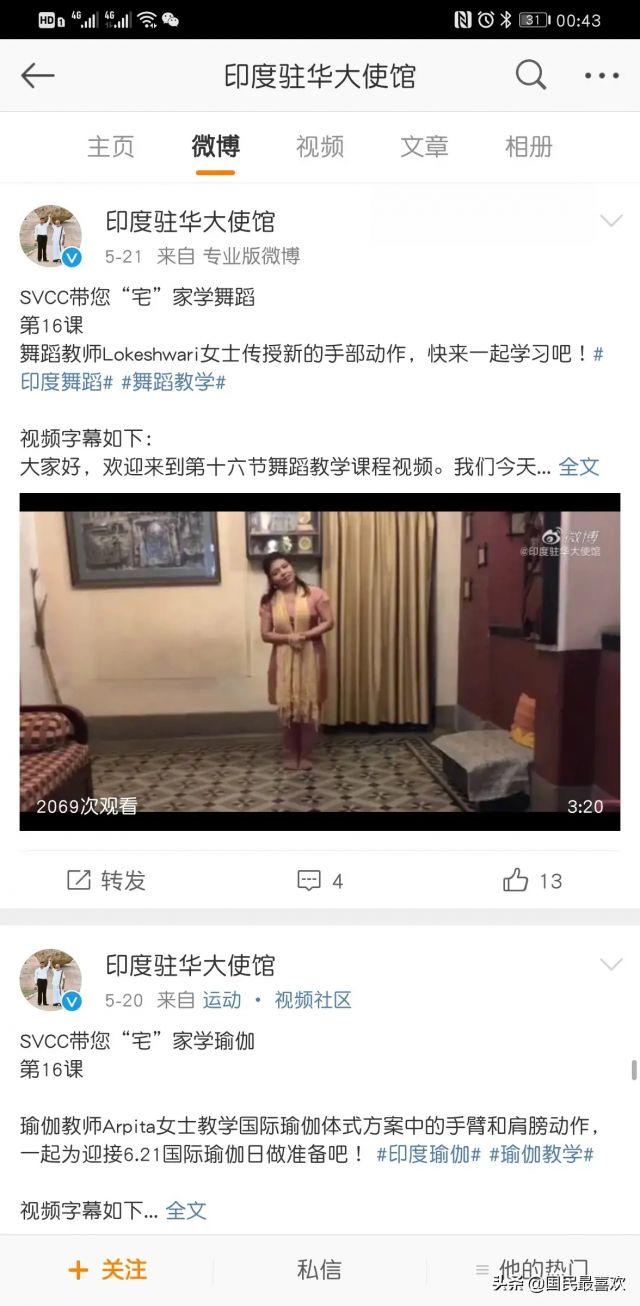 HD 4G 4G 31 00:43
印度驻华大使馆
主页 微博 视频 文章 相册
印度驻华大使馆
5-21 来自 专业版微博
SVCC带您“宅”家学舞蹈
第16课
舞蹈教师Lokeshwari女士传授新的手部动作，快来一起学习吧！#
印度舞蹈# #舞蹈教学#
视频字幕如下：
大家好，欢迎来到第十六节舞蹈教学课程视频。我们今天... 全文
微博
@印度驻华大使馆
2069次观看 3:20
转发 4 13
印度驻华大使馆
5-20 来自 运动 · 视频社区
SVCC带您“宅”家学瑜伽
第16课
瑜伽教师Arpita女士教学国际瑜伽体式方案中的手臂和肩膀动作，
一起为迎接6.21国际瑜伽日做准备吧！ #印度瑜伽# #瑜伽教学#
视频字幕如下... 全文
+ 关注 私信 他的热门
头条 @国民最喜欢